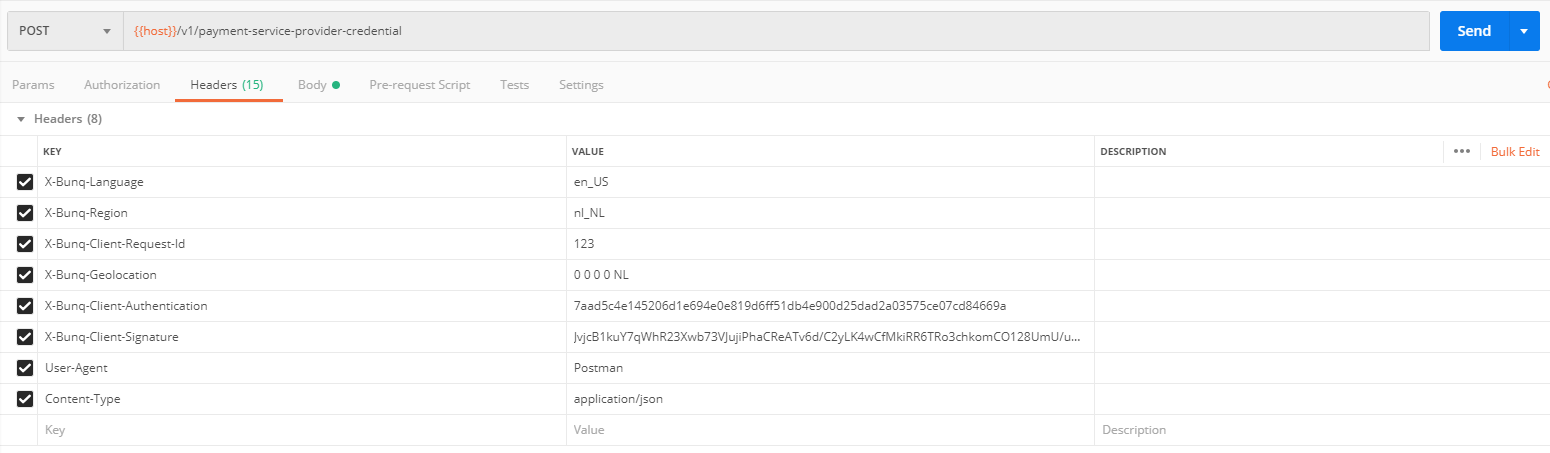 POST {{host}}/v1/payment-service-provider-credential Send
Params Authorization Headers (15) Body Pre-request Script Tests Settings
Headers (8)
KEY VALUE DESCRIPTION ••• Bulk Edit
X-Bunq-Language en_US
X-Bunq-Region nl_NL
X-Bunq-Client-Request-Id 123
X-Bunq-Geolocation 0 0 0 0 NL
X-Bunq-Client-Authentication 7aad5c4e145206d1e694e0e819d6ff51db4e900d25dad2a03575ce07cd84669a
X-Bunq-Client-Signature JvjcB1kuY7qWhR23Xwb73VJujiPhaCReATv6d/C2yLK4wCfMkiRR6TRo3chkomCO128UmU/u...
User-Agent Postman
Content-Type application/json
Key Value Description